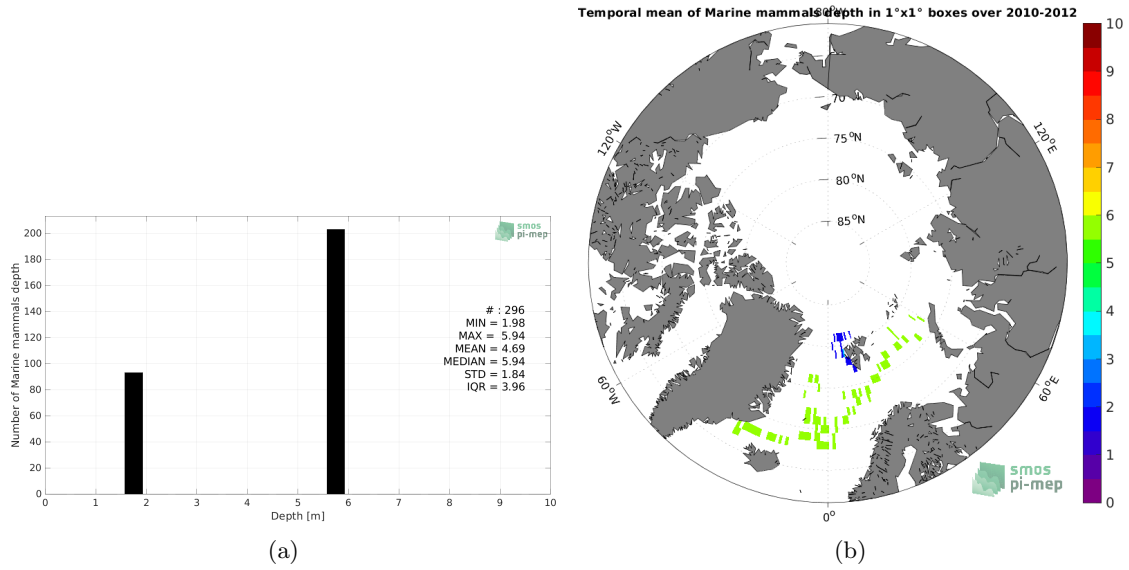 Temporal mean of Marine mammals depth in 1°x1° boxes over 2010-2012
180°W
120°W
120°E
60°W
60°E
0°
70°N
75°N
80°N
85°N
10
9
8
7
6
5
4
3
2
1
0
smos
pi-mep
Number of Marine mammals depth
200
180
160
140
120
100
80
60
40
20
0
smos
pi-mep
# : 296
MIN = 1.98
MAX = 5.94
MEAN = 4.69
MEDIAN = 5.94
STD = 1.84
IQR = 3.96
0 1 2 3 4 5 6 7 8 9 10
Depth [m]
(a)
(b)